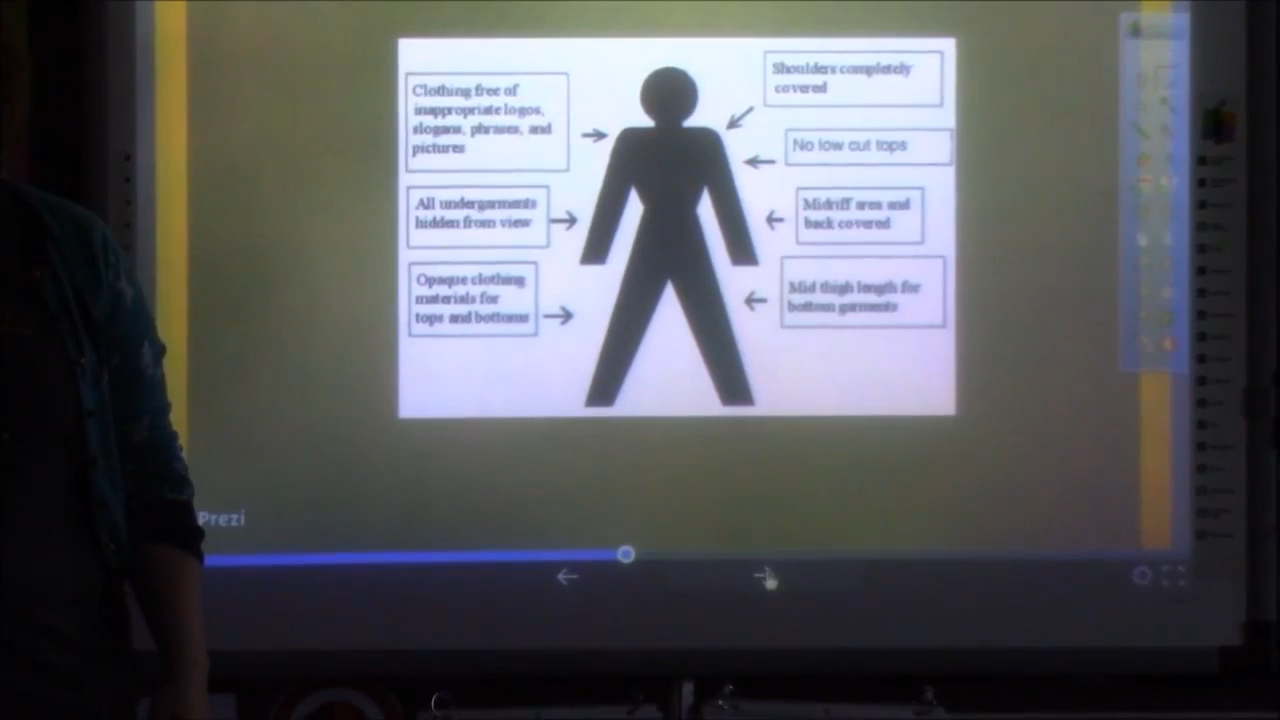 Clothing free of
inappropriate logos,
slogans, phrases, and
pictures
All undergarments
hidden from view
Opaque clothing
materials for
tops and bottoms
Shoulders completely
covered
No low cut tops
Midriff area and
back covered
Mid thigh length for
bottom garments
Prezi